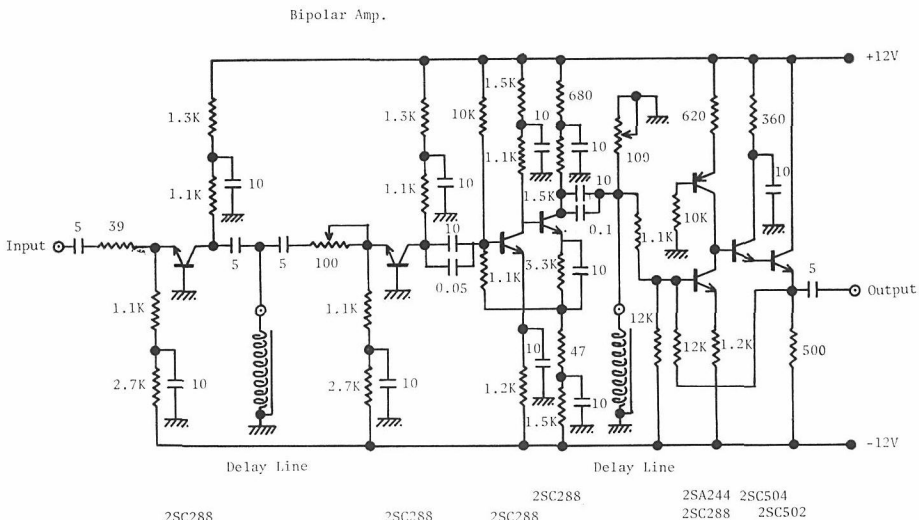 Bipolar Amp.
+12V
1.5K
680
1.3K
1.3K
10K
10
620
360
109
1.1K
10
10
10
10
1.1K
1.1K
10
10
1.5K
5
39
10
10K
0.1
1.1K
Input
5
5
100
0.05
1.1K
3.3K
10
5
Output
1.1K
1.1K
12K
10
47
12K
1.2K
500
2.7K
10
2.7K
10
1.2K
10
1.5K
-12V
Delay Line
Delay Line
2SC288
2SA244
2SC504
2SC288
2SC288
2SC288
2SC288
2SC502